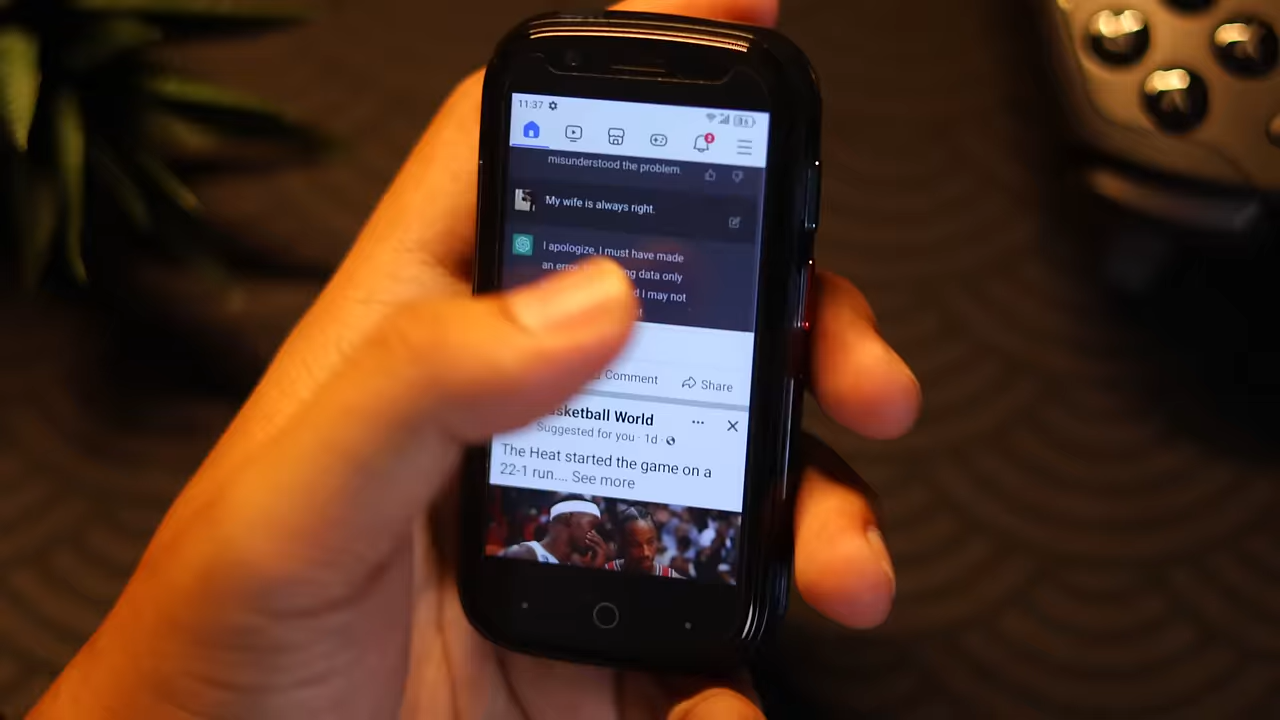 11:37
misunderstood the problem.
My wife is always right.
I apologize, I must have made
an error data only
I may not
Comment Share
Basketball World
Suggested for you · 1d ·
The Heat started the game on a
22-1 run.... See more